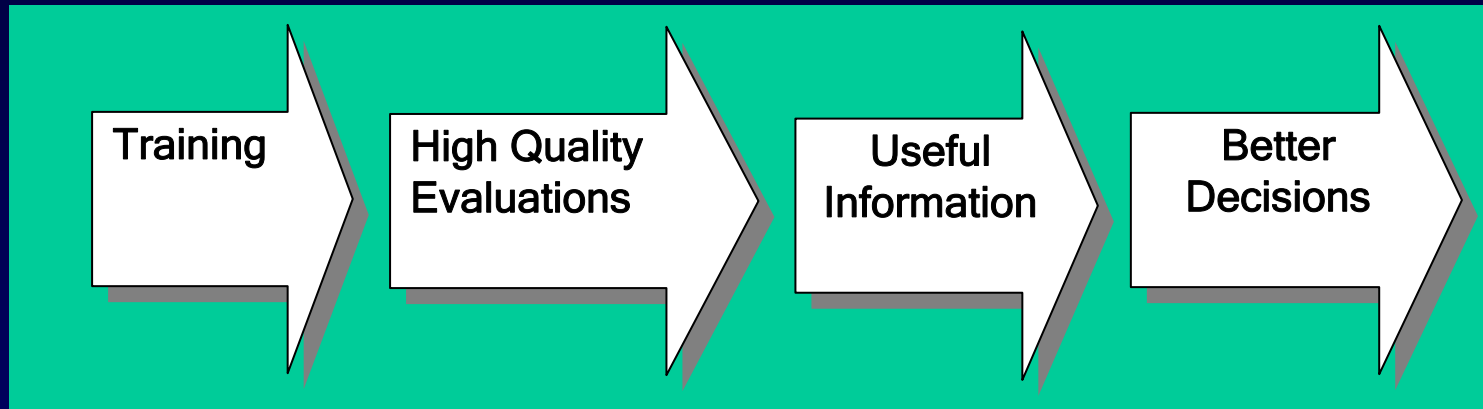 Training
High Quality
Evaluations
Useful
Information
Better
Decisions